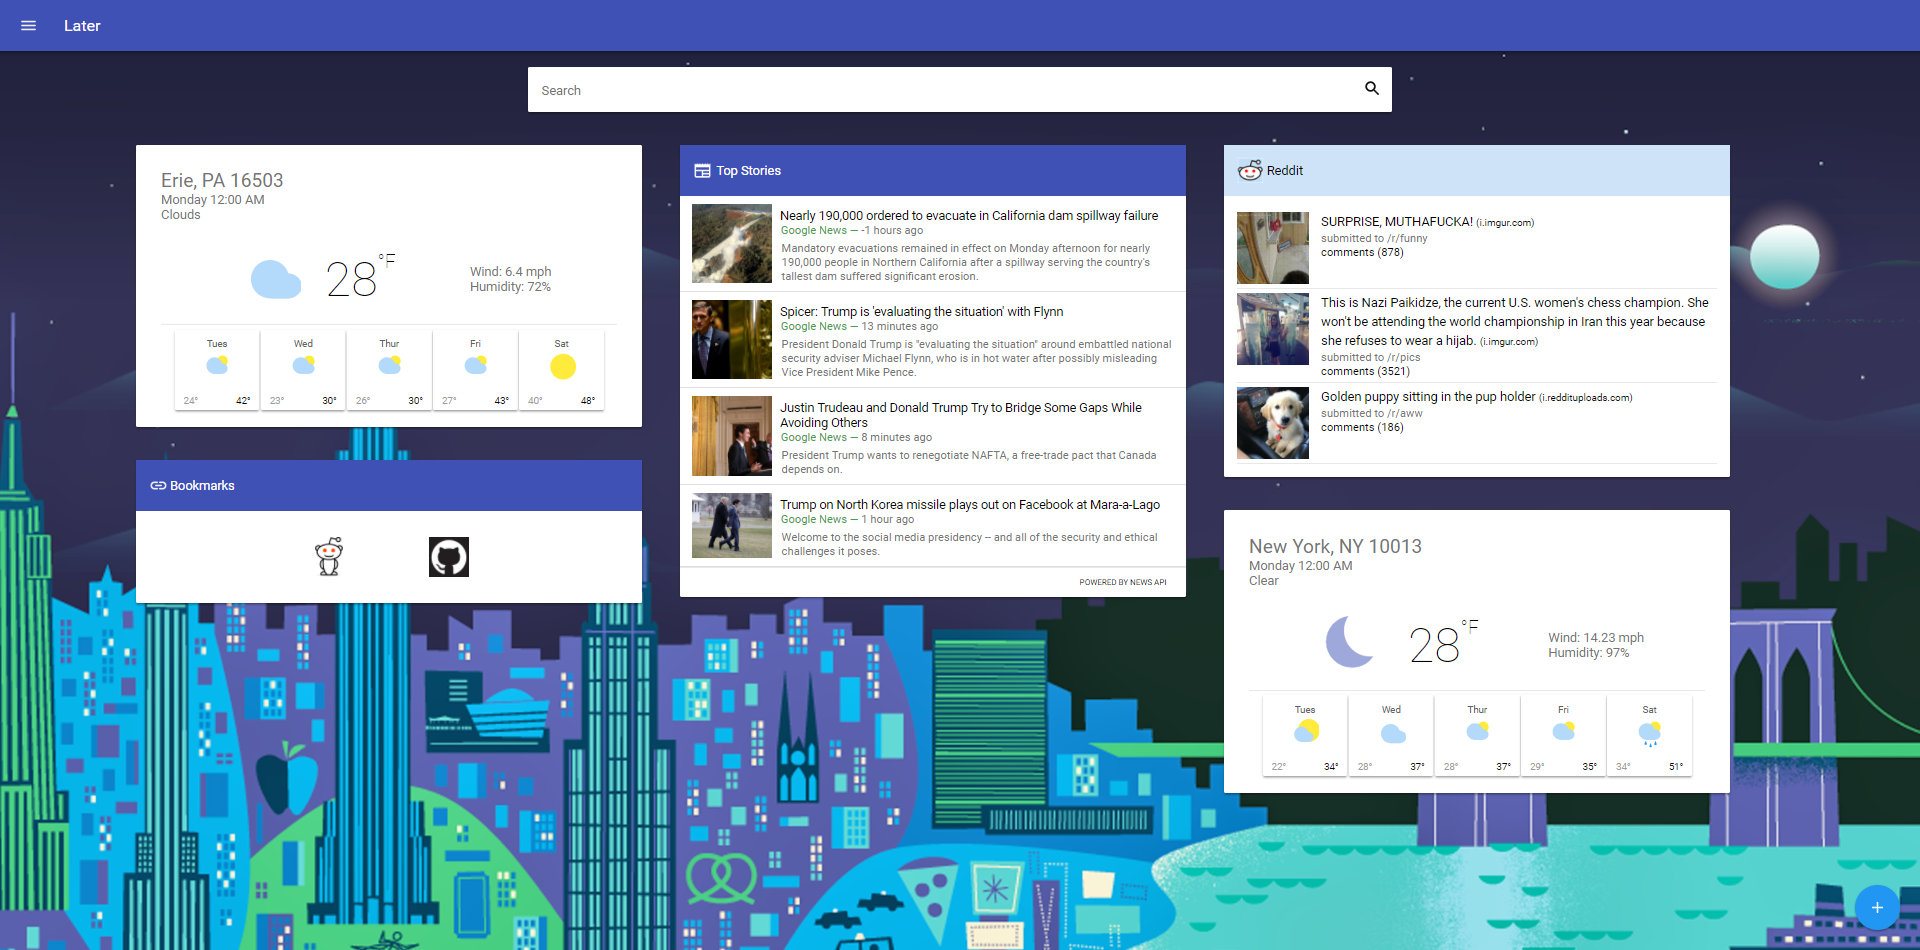 Later
Search
Erie, PA 16503
Monday 12:00 AM
Clouds
28°F
Wind: 6.4 mph
Humidity: 72%
Tues Wed Thur Fri Sat
24° 42° 23° 30° 26° 30° 27° 43° 40° 48°
Bookmarks
Top Stories
Nearly 190,000 ordered to evacuate in California dam spillway failure
Google News — -1 hours ago
Mandatory evacuations remained in effect on Monday afternoon for nearly
190,000 people in Northern California after a spillway serving the country's
tallest dam suffered significant erosion.
Spicer: Trump is 'evaluating the situation' with Flynn
Google News — 13 minutes ago
President Donald Trump is "evaluating the situation" around embattled national
security adviser Michael Flynn, who is in hot water after possibly misleading
Vice President Mike Pence.
Justin Trudeau and Donald Trump Try to Bridge Some Gaps While
Avoiding Others
Google News — 8 minutes ago
President Trump wants to renegotiate NAFTA, a free-trade pact that Canada
depends on.
Trump on North Korea missile plays out on Facebook at Mara-a-Lago
Google News — 1 hour ago
Welcome to the social media presidency – and all of the security and ethical
challenges it poses.
POWERED BY NEWS API
Reddit
SURPRISE, MUTHAFUCKA! (i.imgur.com)
submitted to /r/funny
comments (878)
This is Nazi Paikidze, the current U.S. women's chess champion. She
won't be attending the world championship in Iran this year because
she refuses to wear a hijab. (i.imgur.com)
submitted to /r/pics
comments (3521)
Golden puppy sitting in the pup holder (i.reddituploads.com)
submitted to /r/aww
comments (186)
New York, NY 10013
Monday 12:00 AM
Clear
28°F
Wind: 14.23 mph
Humidity: 97%
Tues Wed Thur Fri Sat
22° 34° 28° 37° 28° 37° 29° 35° 34° 51°